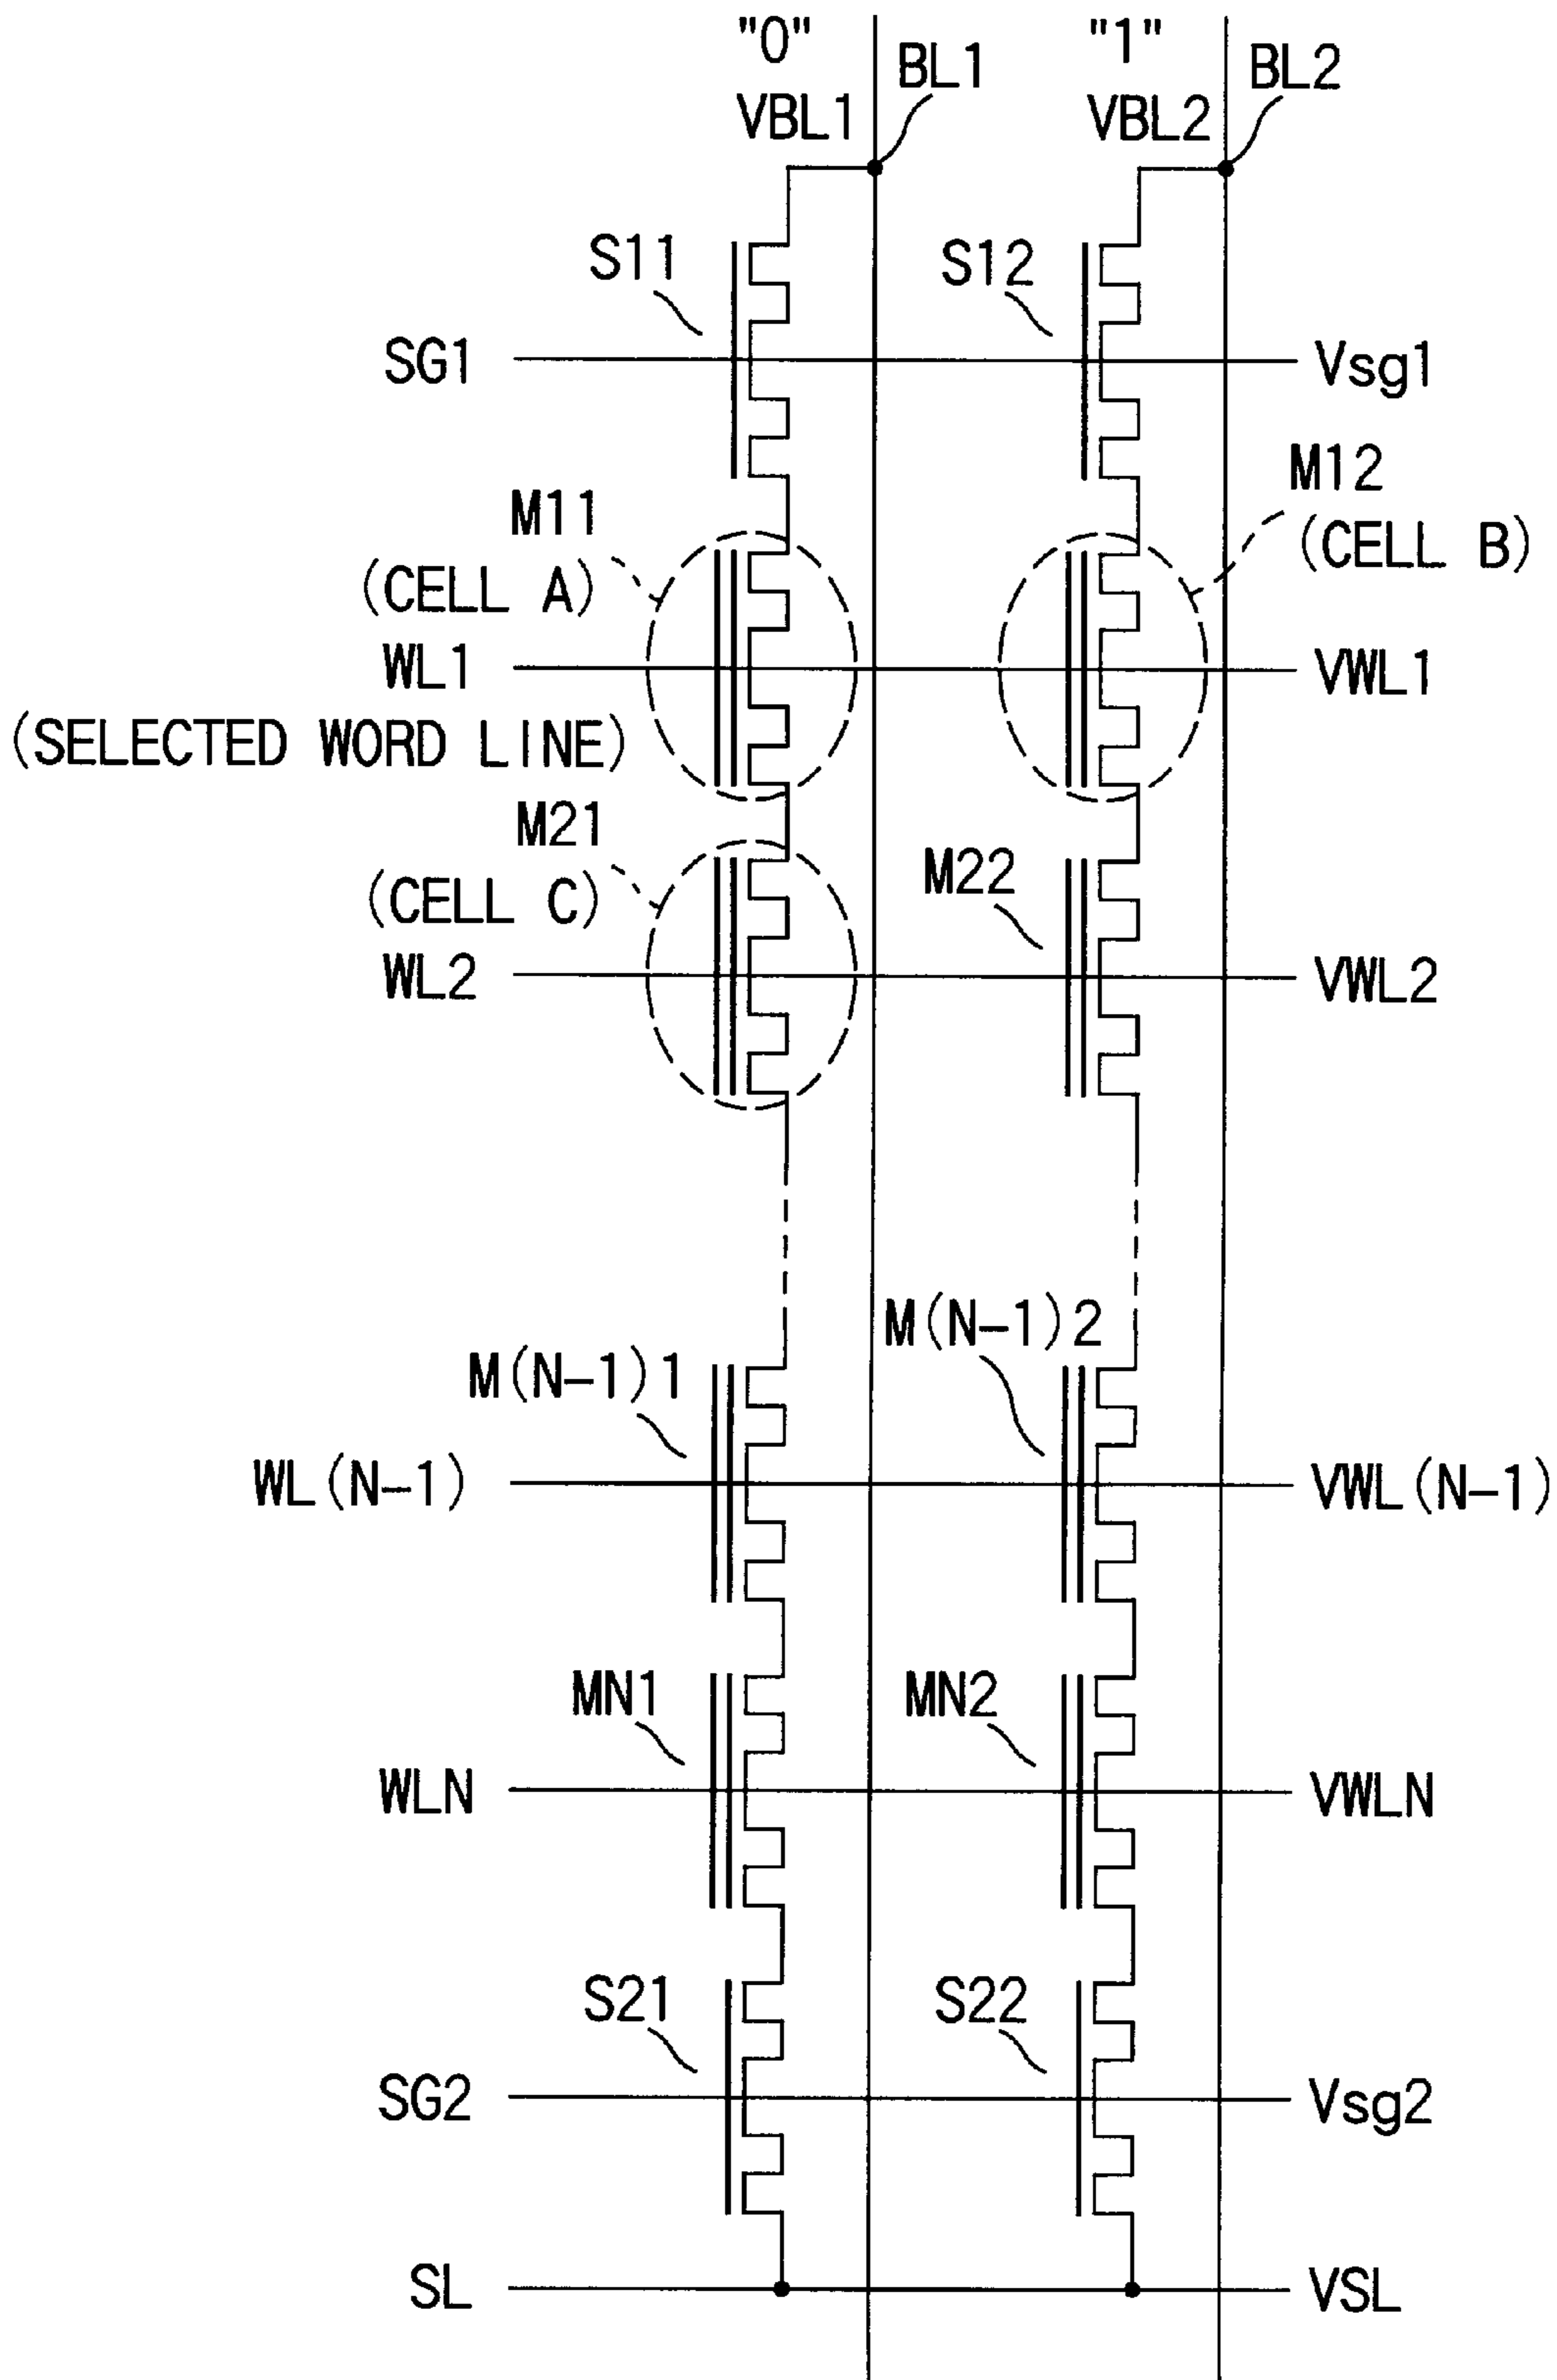 "0"
"1"
BL1
BL2
VBL1
VBL2
S11
S12
SG1
Vsg1
M12
(CELL B)
M11
(CELL A)
WL1
VWL1
(SELECTED WORD LINE)
M21
(CELL C)
M22
WL2
VWL2
M(N-1)2
M(N-1)1
WL(N-1)
VWL(N-1)
MN1
MN2
WLN
VWLN
S21
S22
SG2
Vsg2
SL
VSL